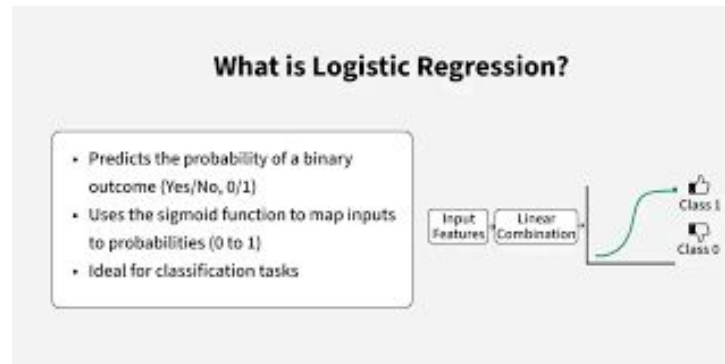 What is Logistic Regression?
• Predicts the probability of a binary
outcome (Yes/No, 0/1)
• Uses the sigmoid function to map inputs
to probabilities (0 to 1)
• Ideal for classification tasks
Input
Features
Linear
Combination
Class 1
Class 0